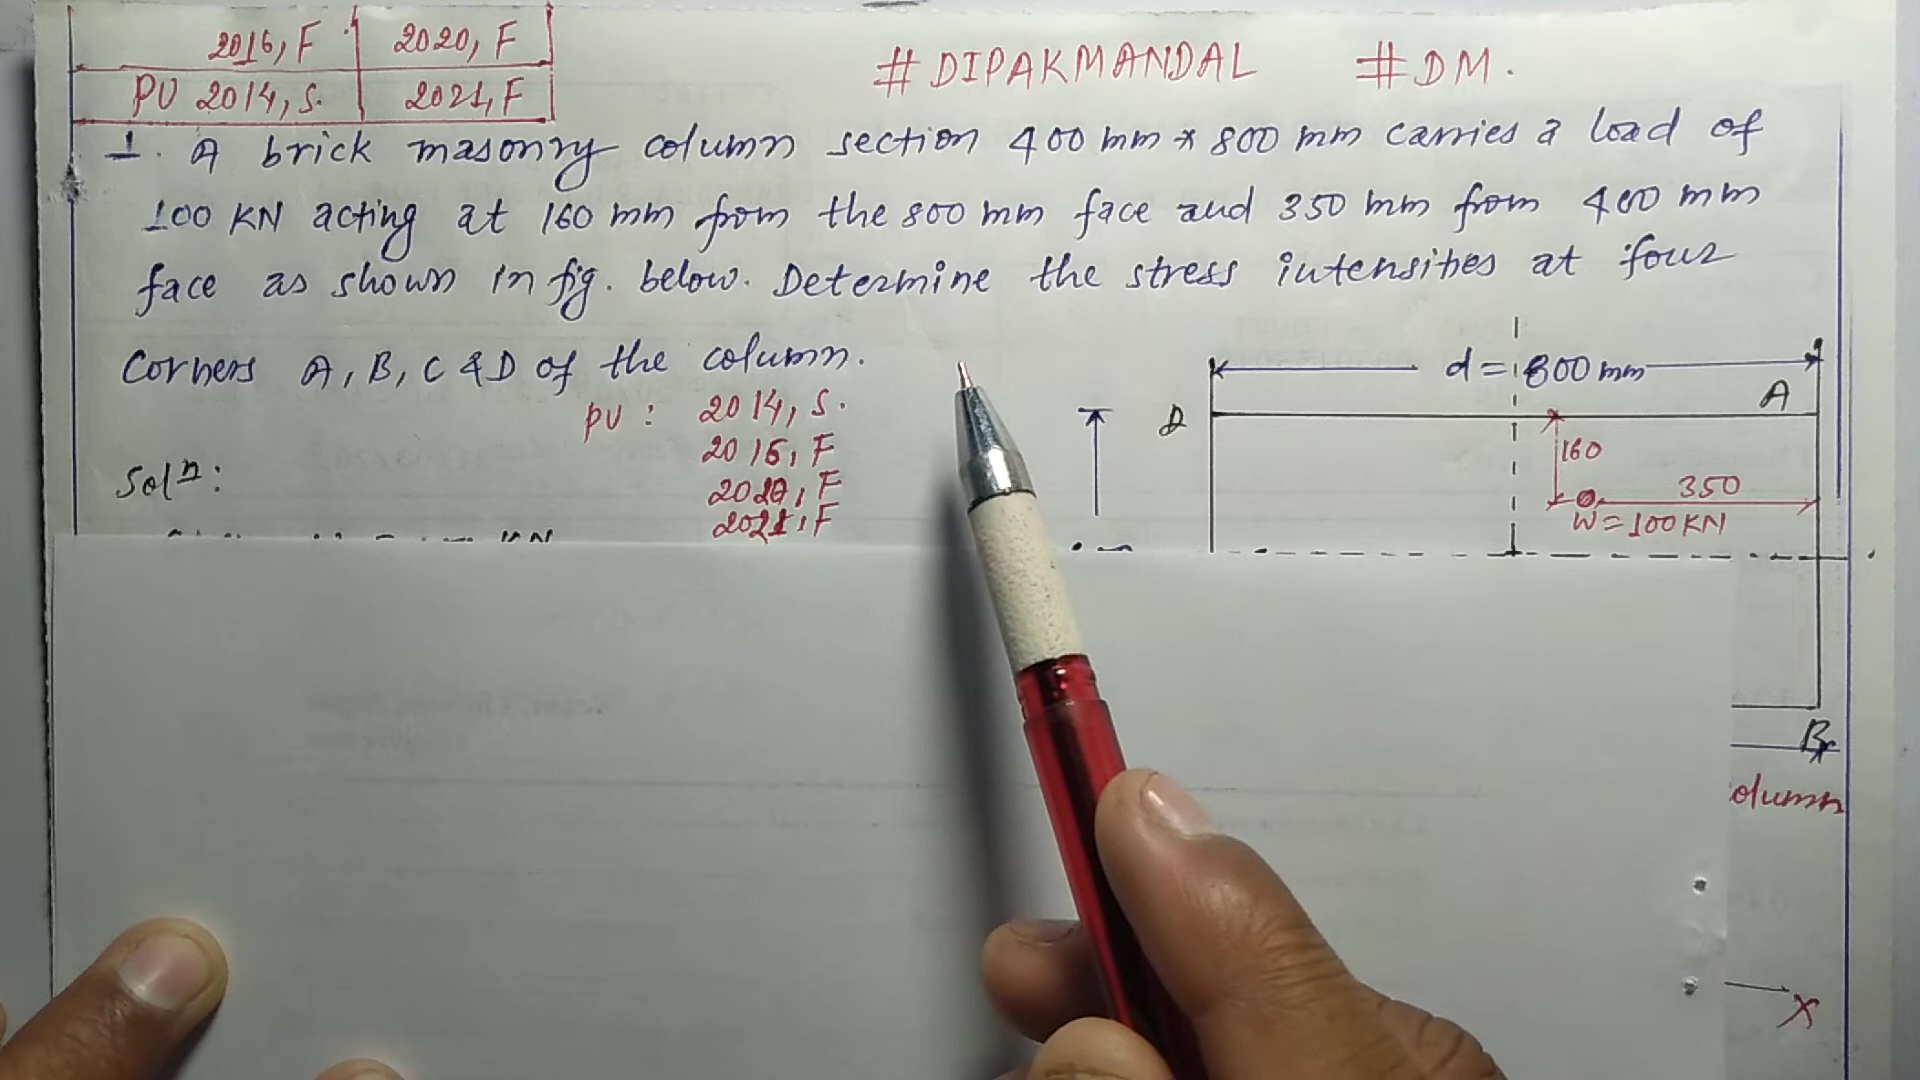 2016, F 2020, F
PU 2014, S. 2021, F
#DIPAKMANDAL #DM.
1. A brick masonry column section 400 mm * 800 mm carries a load of
100 KN acting at 160 mm from the 800 mm face and 350 mm from 400 mm
face as shown in fig. below. Determine the stress intensities at four
Corners A, B, C & D of the column.
PU : 2014, S.
2016, F
2020, F
2021, F
Solⁿ:
d = 800 mm
D
A
160
350
W = 100 KN
B
olumn
X